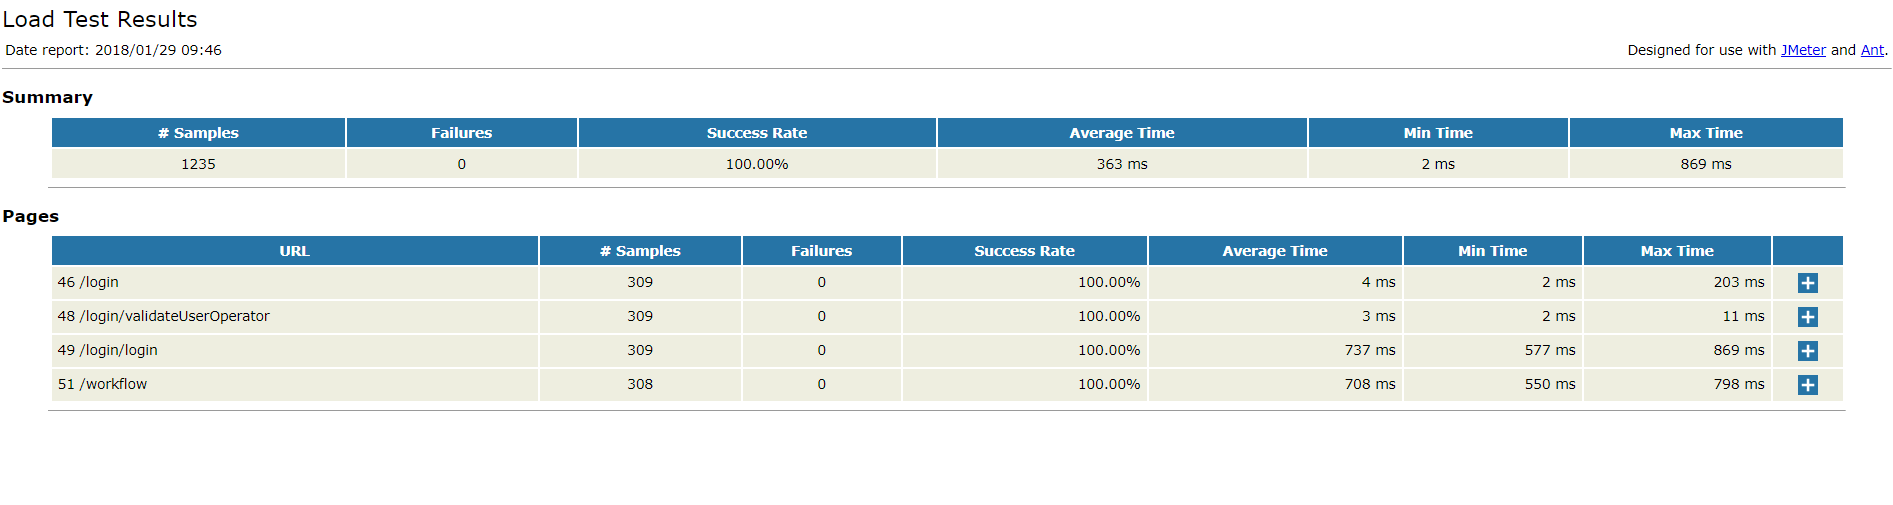 Load Test Results
Date report: 2018/01/29 09:46 Designed for use with JMeter and Ant.
Summary
# Samples Failures Success Rate Average Time Min Time Max Time
1235 0 100.00% 363 ms 2 ms 869 ms
Pages
URL # Samples Failures Success Rate Average Time Min Time Max Time
46 /login 309 0 100.00% 4 ms 2 ms 203 ms
48 /login/validateUserOperator 309 0 100.00% 3 ms 2 ms 11 ms
49 /login/login 309 0 100.00% 737 ms 577 ms 869 ms
51 /workflow 308 0 100.00% 708 ms 550 ms 798 ms